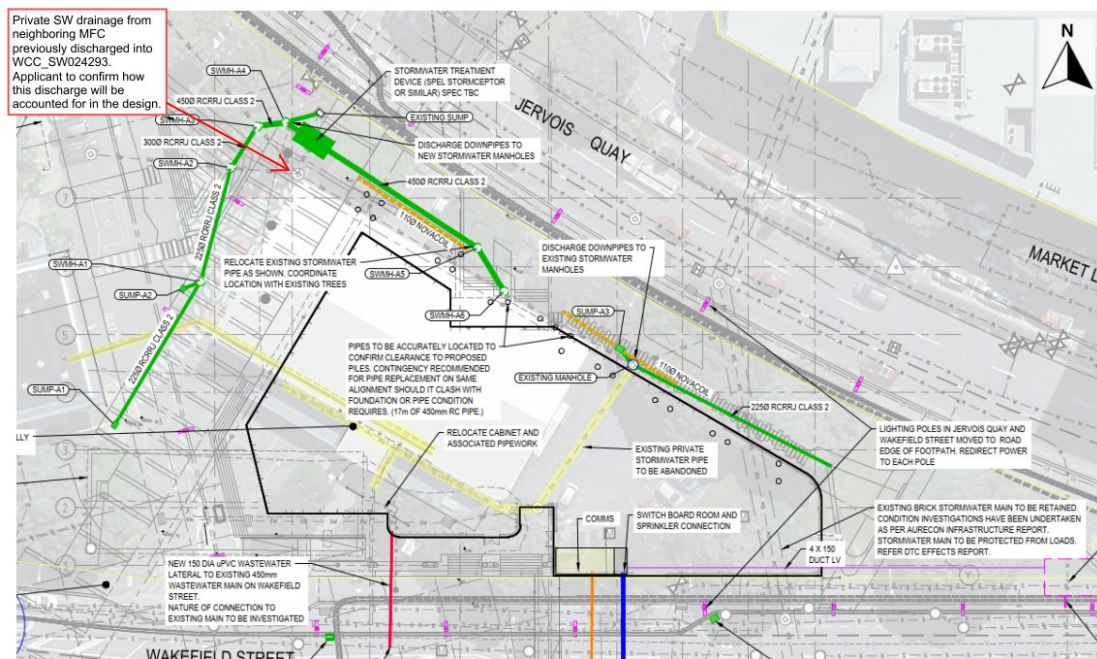 Private SW drainage from
neighboring MFC
previously discharged into
WCC_SW024293.
Applicant to confirm how
this discharge will be
accounted for in the design.
N
SWMH-A4
STORMWATER TREATMENT
DEVICE (SPEL STORMCEPTOR
OR SIMILAR) SPEC TBC
JERVOIS QUAY
450Ø RCRRJ CLASS 2
EXISTING SUMP
SWMH-A3
300Ø RCRRJ CLASS 2
DISCHARGE DOWNPIPES TO
NEW STORMWATER MANHOLES
SWMH-A2
450Ø RCRRJ CLASS 2
7
225Ø RCRRJ CLASS 2
110Ø NOVACOIL
DISCHARGE DOWNPIPES TO
EXISTING STORMWATER
MANHOLES
MARKET L
SWMH-A1
RELOCATE EXISTING STORMWATER
PIPE AS SHOWN. COORDINATE
LOCATION WITH EXISTING TREES
SWMH-A5
SUMP-A2
SWMH-A6
SUMP-A3
5
225Ø RCRRJ CLASS 2
PIPES TO BE ACCURATELY LOCATED TO
CONFIRM CLEARANCE TO PROPOSED
PILES. CONTINGENCY RECOMMENDED
FOR PIPE REPLACEMENT ON SAME
ALIGNMENT SHOULD IT CLASH WITH
FOUNDATION OR PIPE CONDITION
REQUIRES. (17m OF 450mm RC PIPE.)
EXISTING MANHOLE
110Ø NOVACOIL
SUMP-A1
225Ø RCRRJ CLASS 2
LLY
RELOCATE CABINET AND
ASSOCIATED PIPEWORK
EXISTING PRIVATE
STORMWATER PIPE
TO BE ABANDONED
LIGHTING POLES IN JERVOIS QUAY AND
WAKEFIELD STREET MOVED TO ROAD
EDGE OF FOOTPATH. REDIRECT POWER
TO EACH POLE
3
2
COMMS
SWITCH BOARD ROOM AND
SPRINKLER CONNECTION
EXISTING BRICK STORMWATER MAIN TO BE RETAINED.
CONDITION INVESTIGATIONS HAVE BEEN UNDERTAKEN
AS PER AURECON INFRASTRUCTURE REPORT.
STORMWATER MAIN TO BE PROTECTED FROM LOADS.
REFER DTC EFFECTS REPORT.
4 X 150
DUCT LV
NEW 150 DIA uPVC WASTEWATER
LATERAL TO EXISTING 450mm
WASTEWATER MAIN ON WAKEFIELD
STREET.
NATURE OF CONNECTION TO
EXISTING MAIN TO BE INVESTIGATED
WAKEFIELD STREET